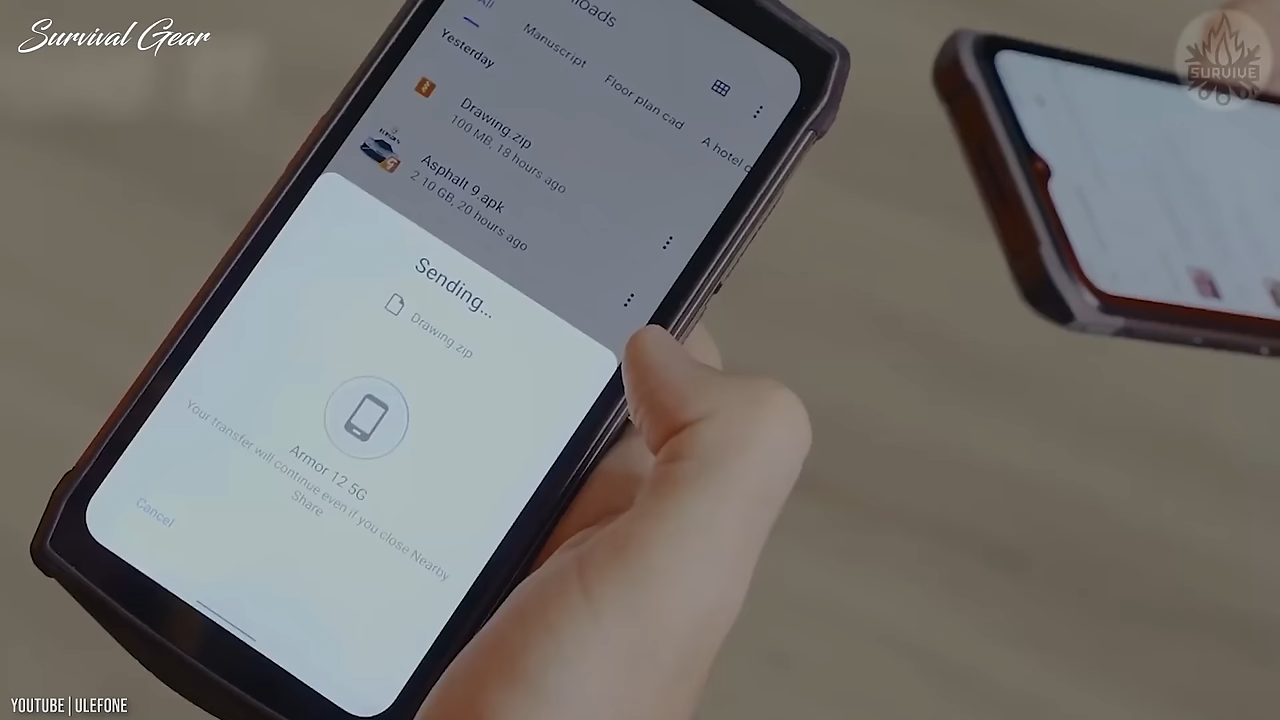 Survival Gear
SURVIVE
All
Manuscript
Floor plan cad
A hotel
Yesterday
Drawing.zip
100 MB, 18 hours ago
Asphalt 9.apk
2.10 GB, 20 hours ago
Sending...
Drawing.zip
Armor 12 5G
Your transfer will continue even if you close Nearby
Share
Cancel
YOUTUBE | ULEFONE